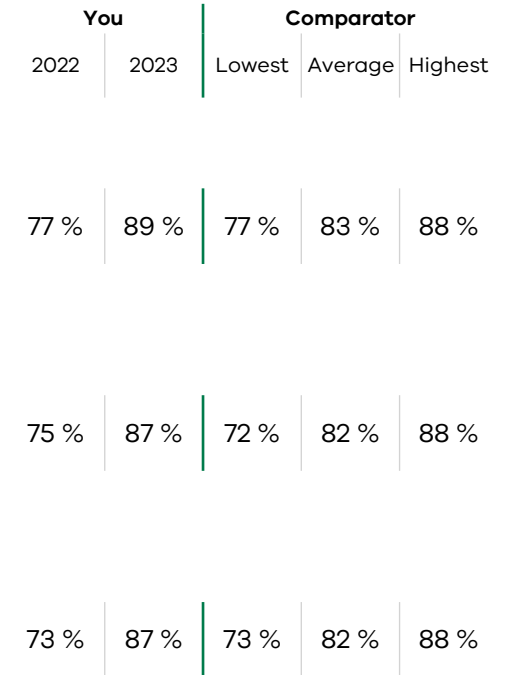 You Comparator
2022 2023 Lowest Average Highest
77 % 89 % 77 % 83 % 88 %
75 % 87 % 72 % 82 % 88 %
73 % 87 % 73 % 82 % 88 %